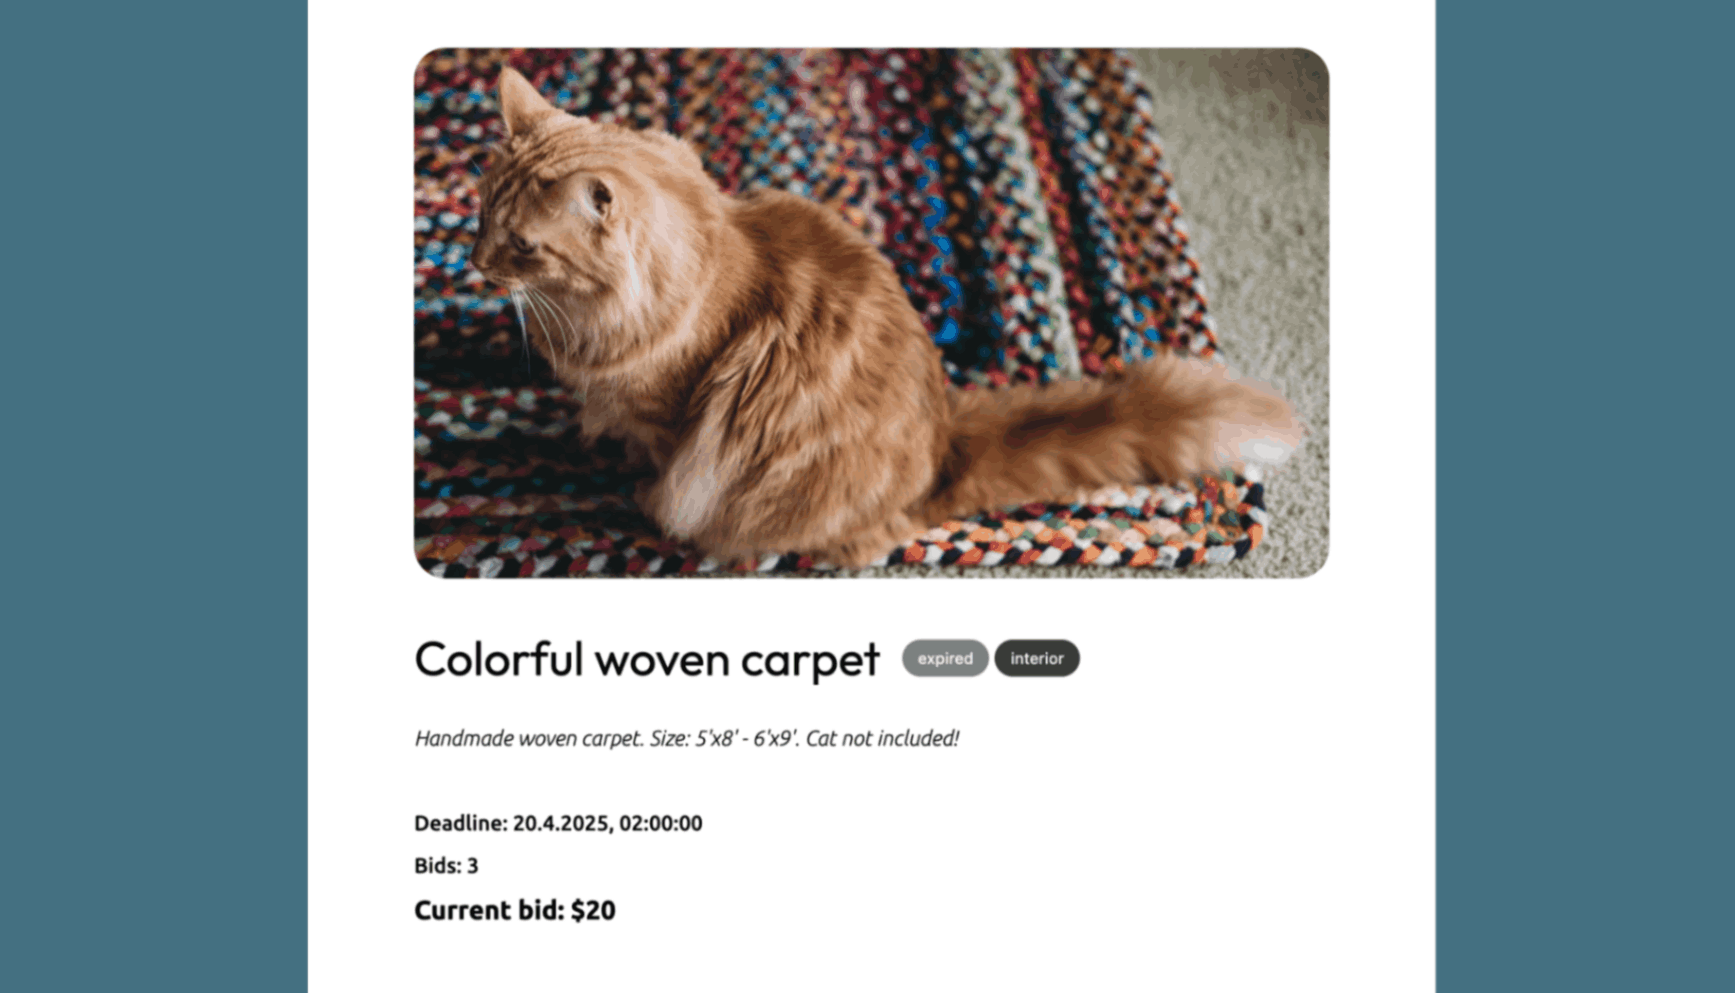 Colorful woven carpet expired interior
Handmade woven carpet. Size: 5'x8' - 6'x9'. Cat not included!
Deadline: 20.4.2025, 02:00:00
Bids: 3
Current bid: $20